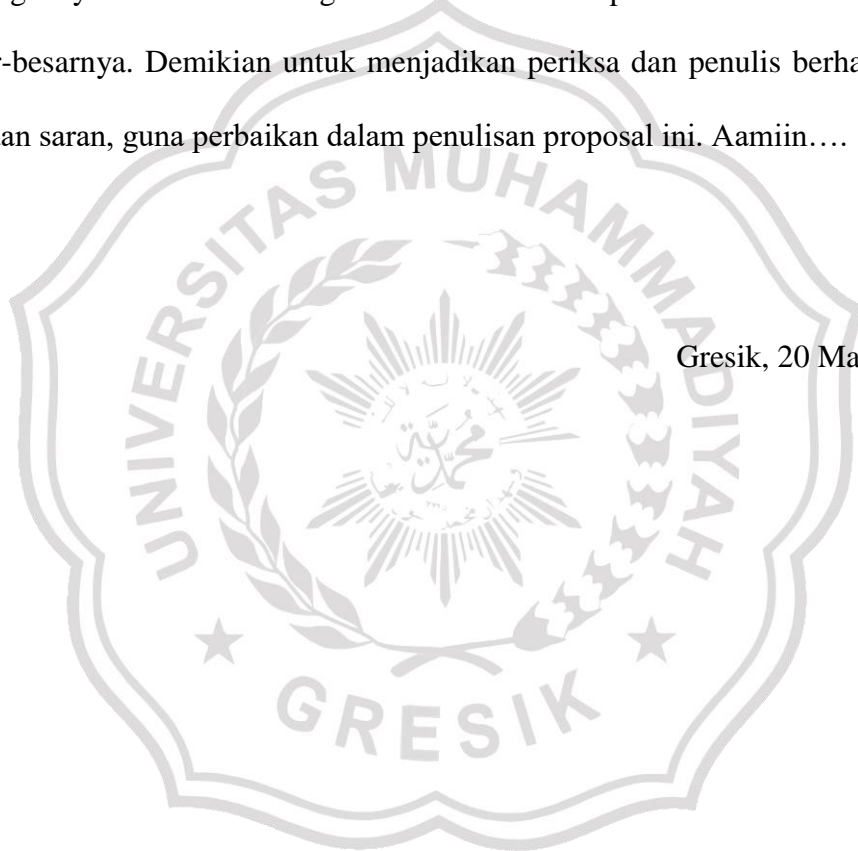 -besarnya. Demikian untuk menjadikan periksa dan penulis berha
an saran, guna perbaikan dalam penulisan proposal ini. Aamiin….
UNIVERSITAS MUHAMMADIYAH
Gresik, 20 Ma
محمدية
GRESIK